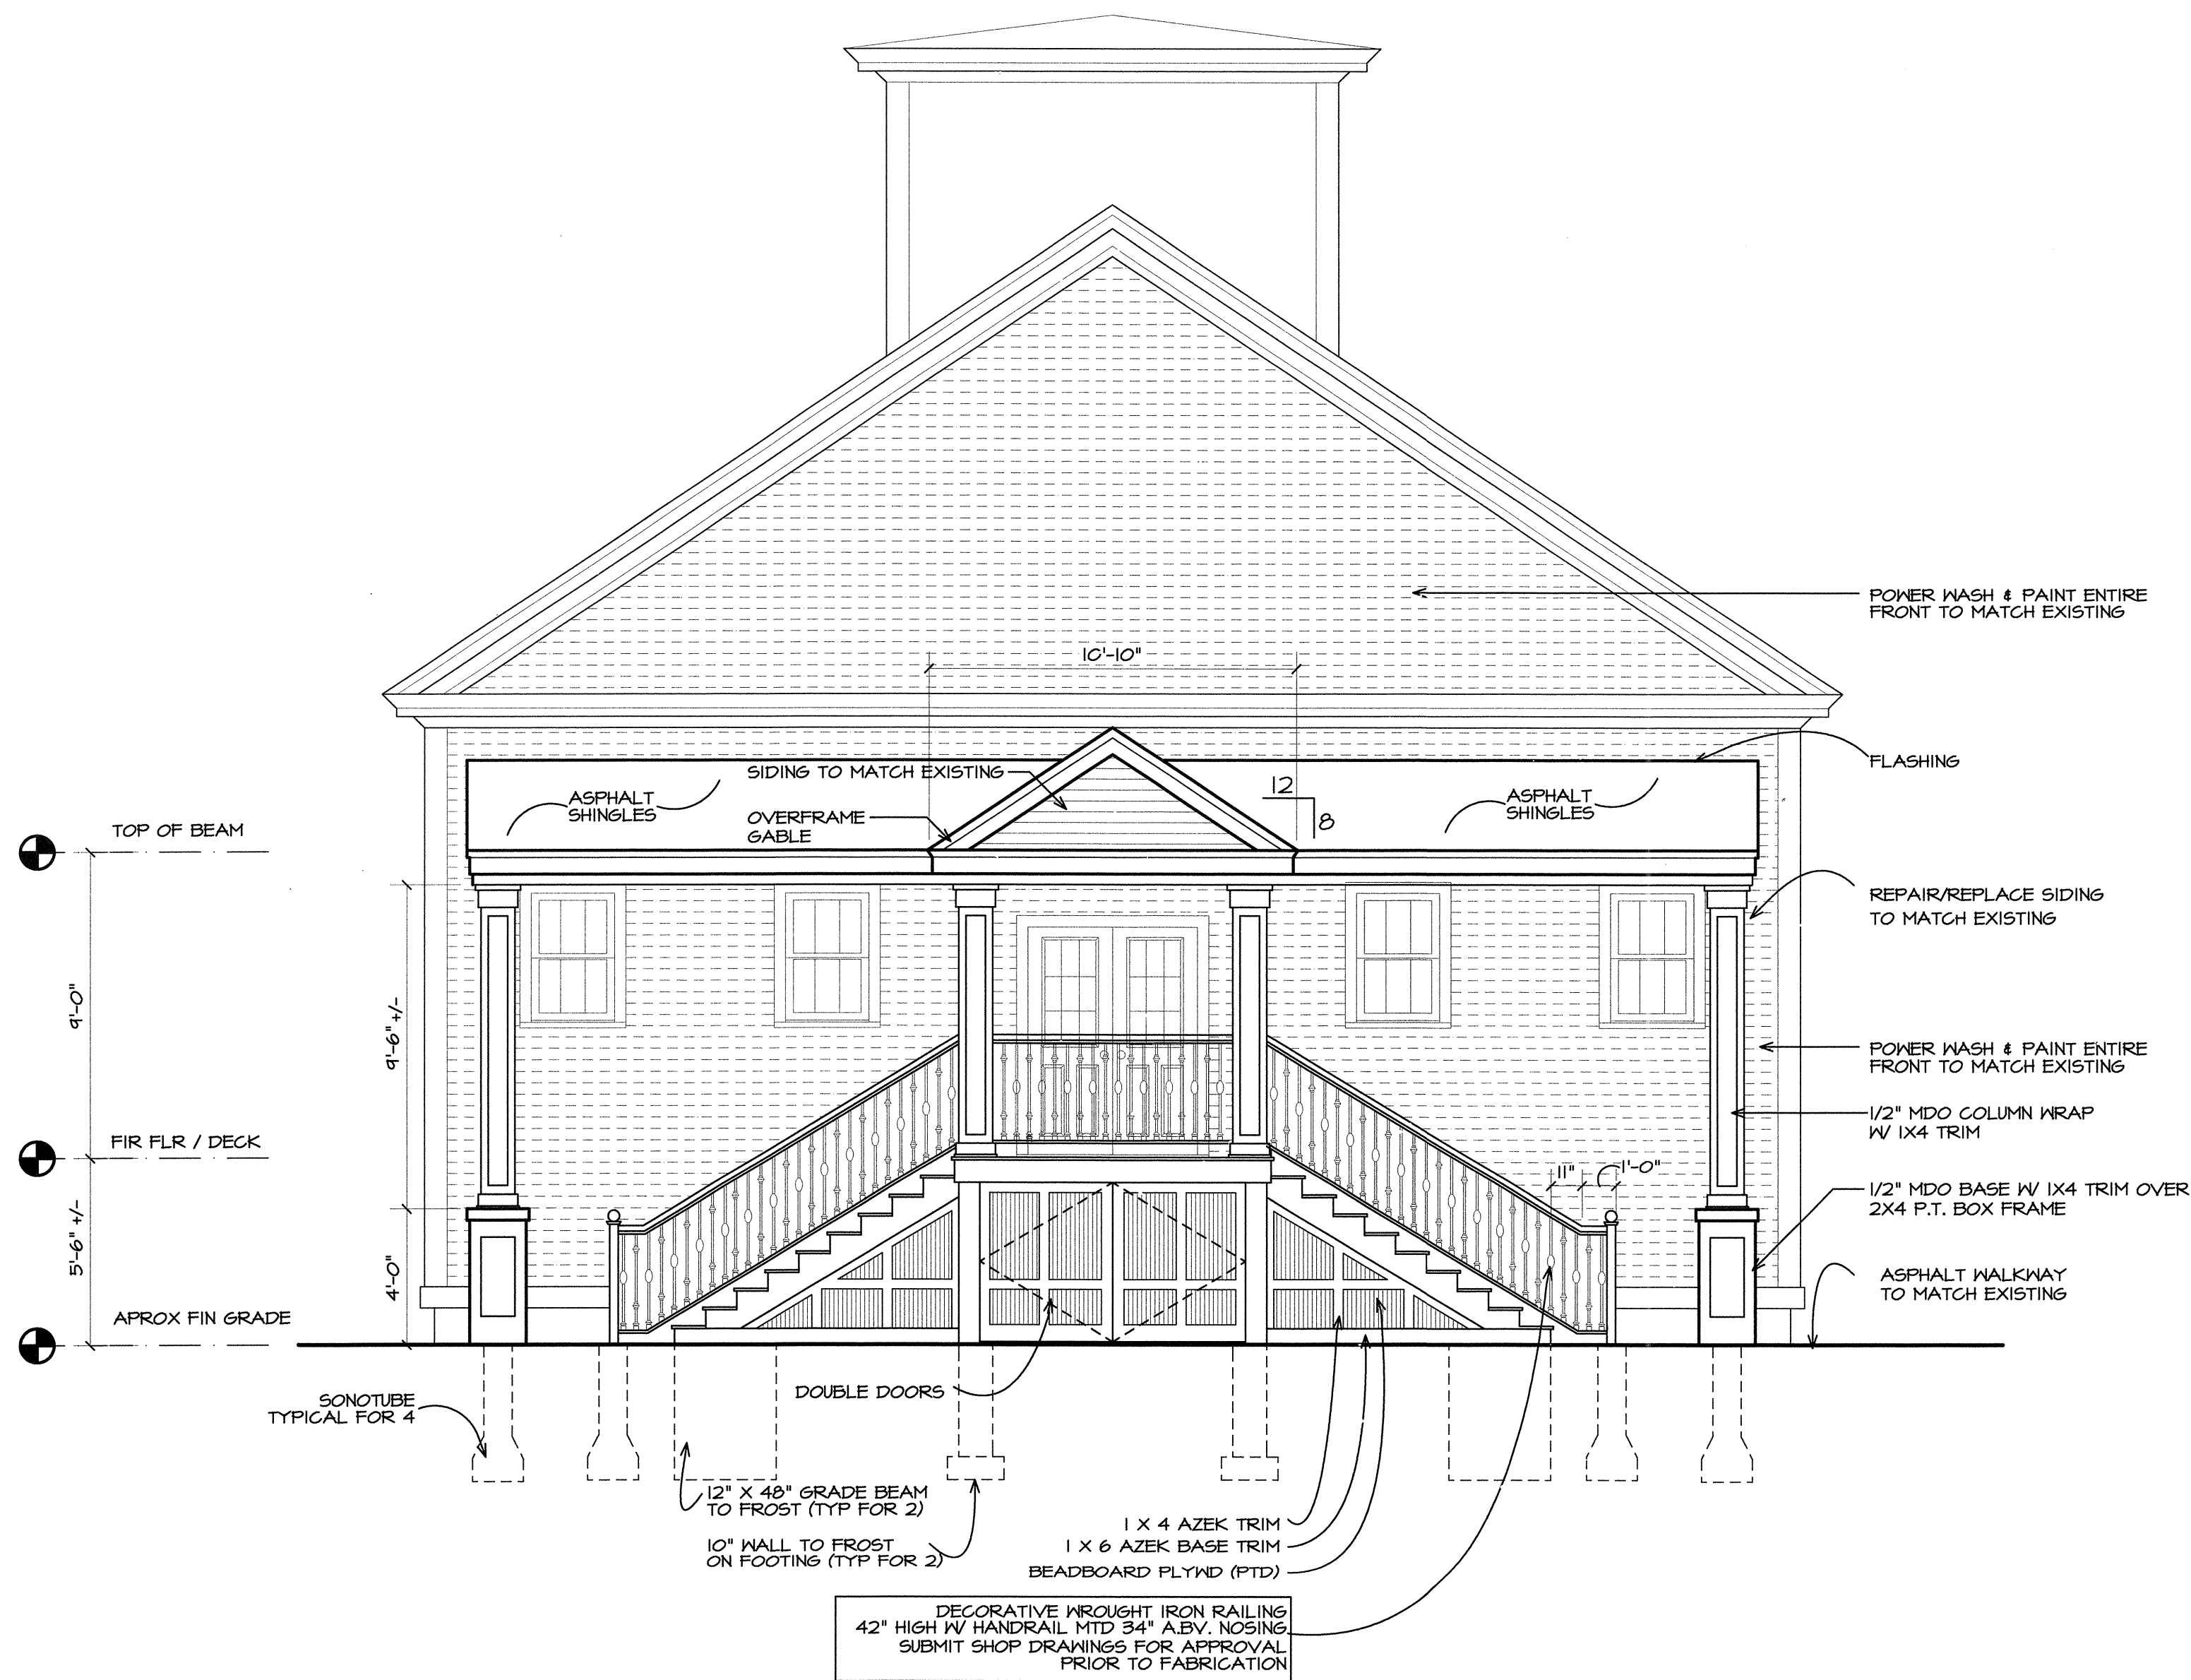 10'-10"
POWER WASH & PAINT ENTIRE
FRONT TO MATCH EXISTING
FLASHING
SIDING TO MATCH EXISTING
12
8
ASPHALT
SHINGLES
ASPHALT
SHINGLES
OVERFRAME
GABLE
TOP OF BEAM
REPAIR/REPLACE SIDING
TO MATCH EXISTING
9'-0"
9'-6" +/-
POWER WASH & PAINT ENTIRE
FRONT TO MATCH EXISTING
1/2" MDO COLUMN WRAP
W/ 1X4 TRIM
FIR FLR / DECK
11"
1'-0"
1/2" MDO BASE W/ 1X4 TRIM OVER
2X4 P.T. BOX FRAME
5'-6" +/-
4'-0"
ASPHALT WALKWAY
TO MATCH EXISTING
APROX FIN GRADE
DOUBLE DOORS
SONOTUBE
TYPICAL FOR 4
12" X 48" GRADE BEAM
TO FROST (TYP FOR 2)
10" WALL TO FROST
ON FOOTING (TYP FOR 2)
1 X 4 AZEK TRIM
1 X 6 AZEK BASE TRIM
BEADBOARD PLYWD (PTD)
DECORATIVE WROUGHT IRON RAILING
42" HIGH W/ HANDRAIL MTD 34" A.BV. NOSING
SUBMIT SHOP DRAWINGS FOR APPROVAL
PRIOR TO FABRICATION